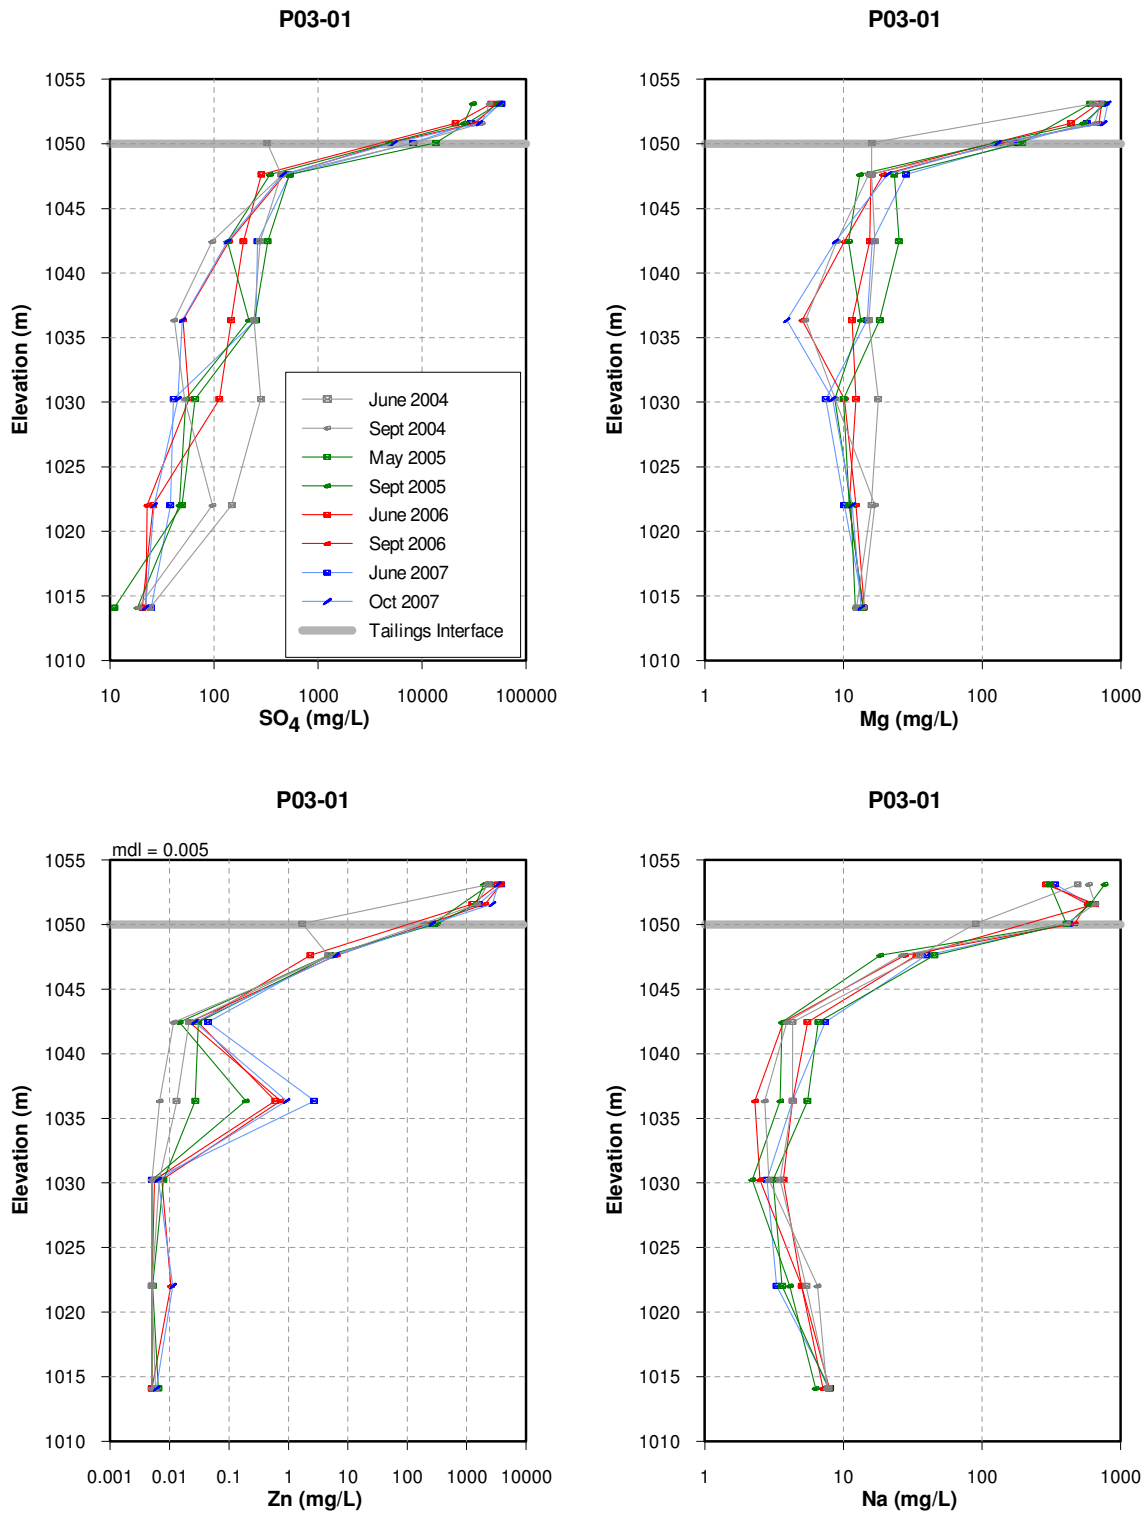 P03-01
1055
1050
1045
1040
1035
1030
1025
1020
1015
1010
Elevation (m)
10 100 1000 10000 100000
SO4 (mg/L)
June 2004
Sept 2004
May 2005
Sept 2005
June 2006
Sept 2006
June 2007
Oct 2007
Tailings Interface
P03-01
1055
1050
1045
1040
1035
1030
1025
1020
1015
1010
Elevation (m)
1 10 100 1000
Mg (mg/L)
P03-01
mdl = 0.005
1055
1050
1045
1040
1035
1030
1025
1020
1015
1010
Elevation (m)
0.001 0.01 0.1 1 10 100 1000 10000
Zn (mg/L)
P03-01
1055
1050
1045
1040
1035
1030
1025
1020
1015
1010
Elevation (m)
1 10 100 1000
Na (mg/L)